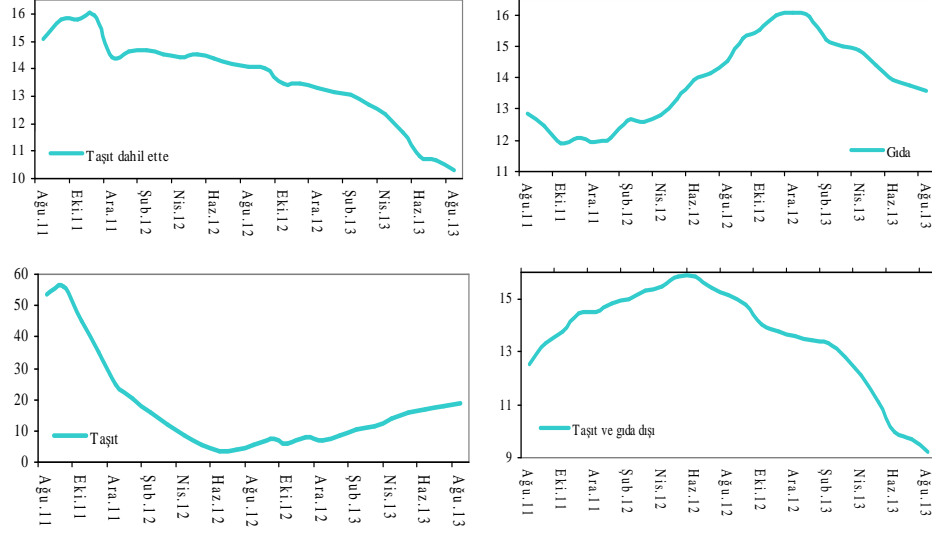 16
15
14
13
12
11
10
Taşıt dahil ette
Ağu.11
Eki.11
Ara.11
Şub.12
Nis.12
Haz.12
Ağu.12
Eki.12
Ara.12
Şub.13
Nis.13
Haz.13
Ağu.13
16
15
14
13
12
11
Gıda
Ağu.11
Eki.11
Ara.11
Şub.12
Nis.12
Haz.12
Ağu.12
Eki.12
Ara.12
Şub.13
Nis.13
Haz.13
Ağu.13
60
50
40
30
20
10
0
Taşıt
Ağu.11
Eki.11
Ara.11
Şub.12
Nis.12
Haz.12
Ağu.12
Eki.12
Ara.12
Şub.13
Nis.13
Haz.13
Ağu.13
15
13
11
9
Taşıt ve gıda dışı
Ağu.11
Eki.11
Ara.11
Şub.12
Nis.12
Haz.12
Ağu.12
Eki.12
Ara.12
Şub.13
Nis.13
Haz.13
Ağu.13